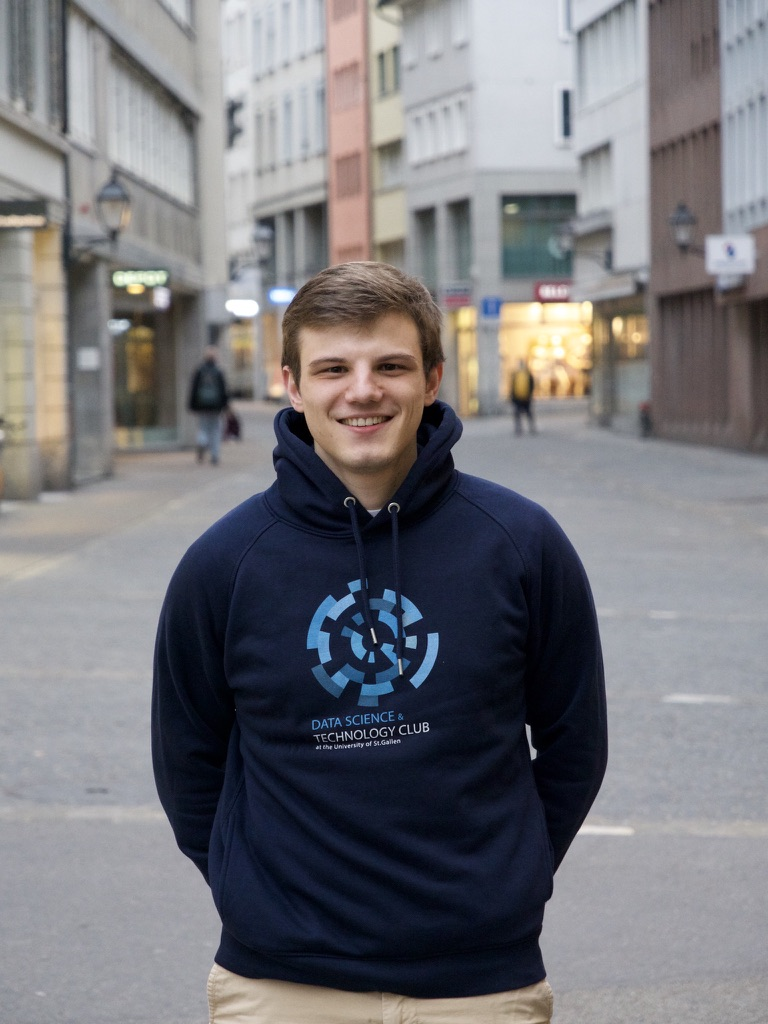 DATA SCIENCE &
TECHNOLOGY CLUB
at the University of St.Gallen